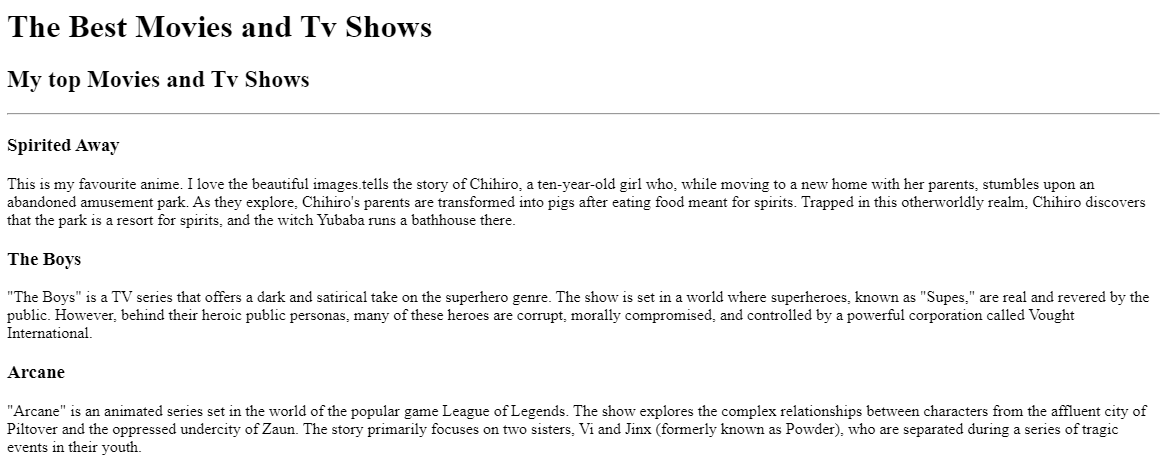 The Best Movies and Tv Shows
My top Movies and Tv Shows
Spirited Away
This is my favourite anime. I love the beautiful images.tells the story of Chihiro, a ten-year-old girl who, while moving to a new home with her parents, stumbles upon an
abandoned amusement park. As they explore, Chihiro's parents are transformed into pigs after eating food meant for spirits. Trapped in this otherworldly realm, Chihiro discovers
that the park is a resort for spirits, and the witch Yubaba runs a bathhouse there.
The Boys
"The Boys" is a TV series that offers a dark and satirical take on the superhero genre. The show is set in a world where superheroes, known as "Supes," are real and revered by the
public. However, behind their heroic public personas, many of these heroes are corrupt, morally compromised, and controlled by a powerful corporation called Vought
International.
Arcane
"Arcane" is an animated series set in the world of the popular game League of Legends. The show explores the complex relationships between characters from the affluent city of
Piltover and the oppressed undercity of Zaun. The story primarily focuses on two sisters, Vi and Jinx (formerly known as Powder), who are separated during a series of tragic
events in their youth.